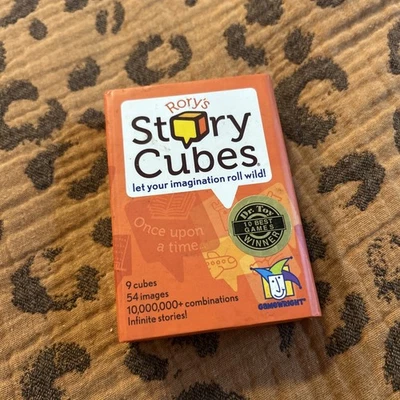 Rory's
Story
Cubes®
let your imagination roll wild!
Once upon
a time...
Dr. Toy
10 BEST
GAMES
WINNER
9 cubes
54 images
10,000,000+ combinations
Infinite stories!
GAMEWRIGHT®